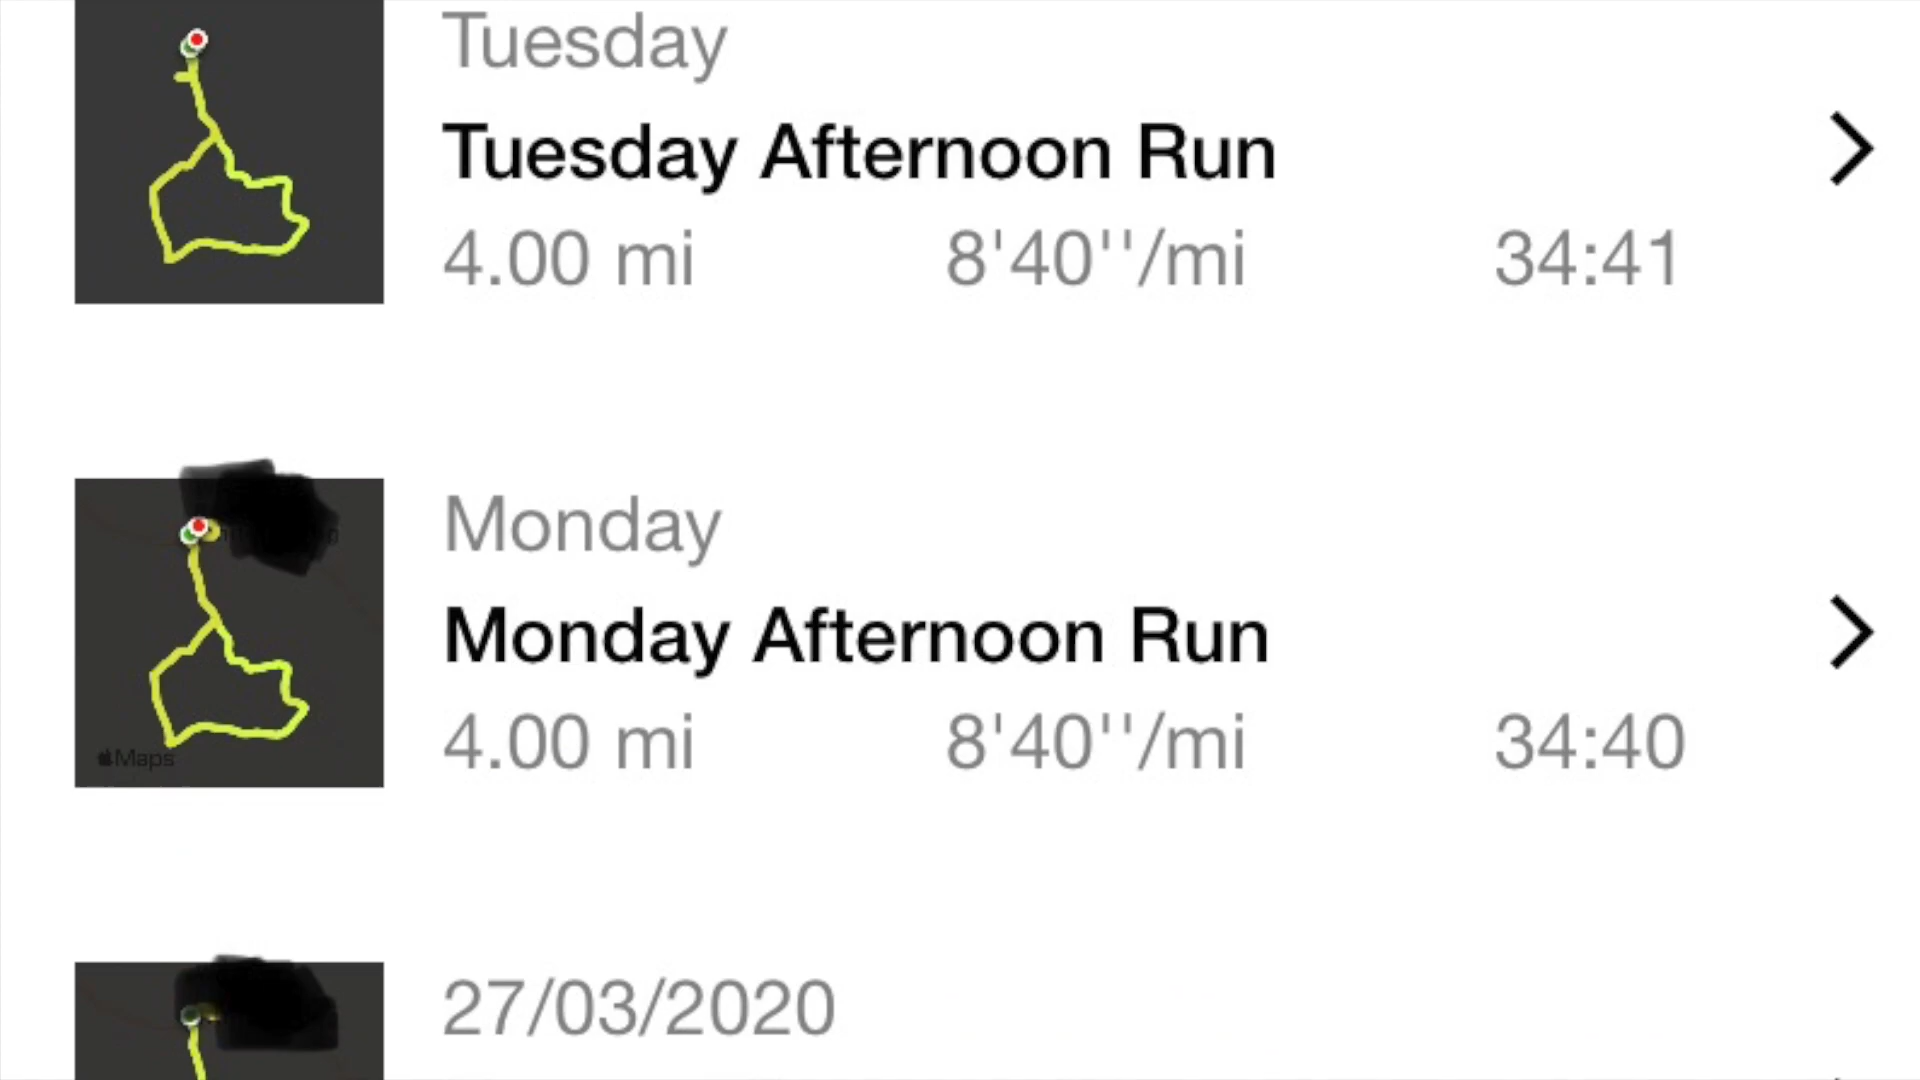 Tuesday
Tuesday Afternoon Run
4.00 mi 8'40''/mi 34:41
Monday
Monday Afternoon Run
4.00 mi 8'40''/mi 34:40
Maps
27/03/2020